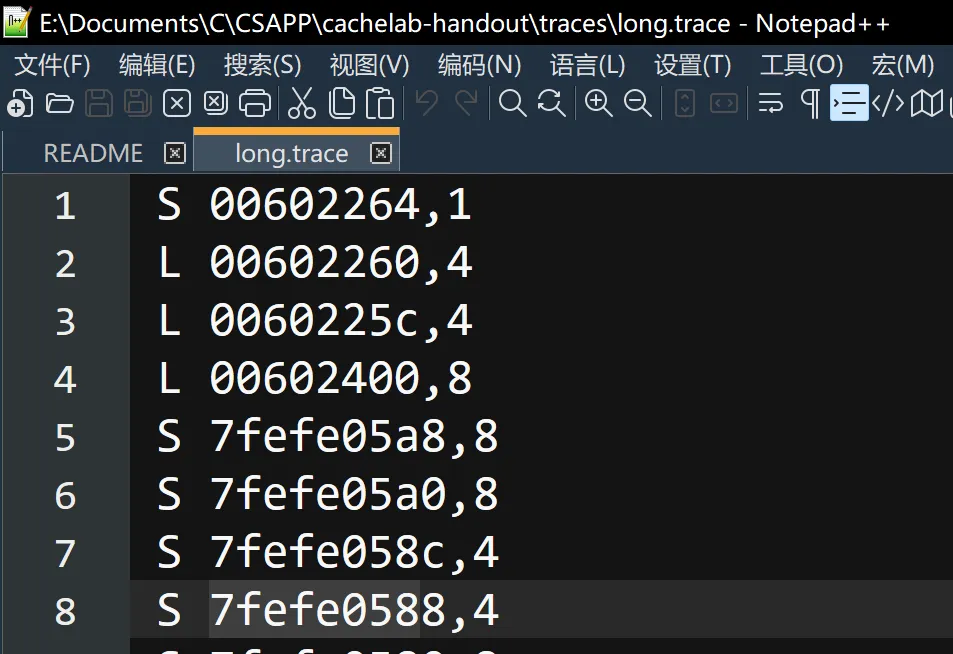 E:\Documents\C\CSAPP\cachelab-handout\traces\long.trace - Notepad++
文件(F) 编辑(E) 搜索(S) 视图(V) 编码(N) 语言(L) 设置(T) 工具(O) 宏(M)
README long.trace
1 S 00602264,1
2 L 00602260,4
3 L 0060225c,4
4 L 00602400,8
5 S 7fefe05a8,8
6 S 7fefe05a0,8
7 S 7fefe058c,4
8 S 7fefe0588,4